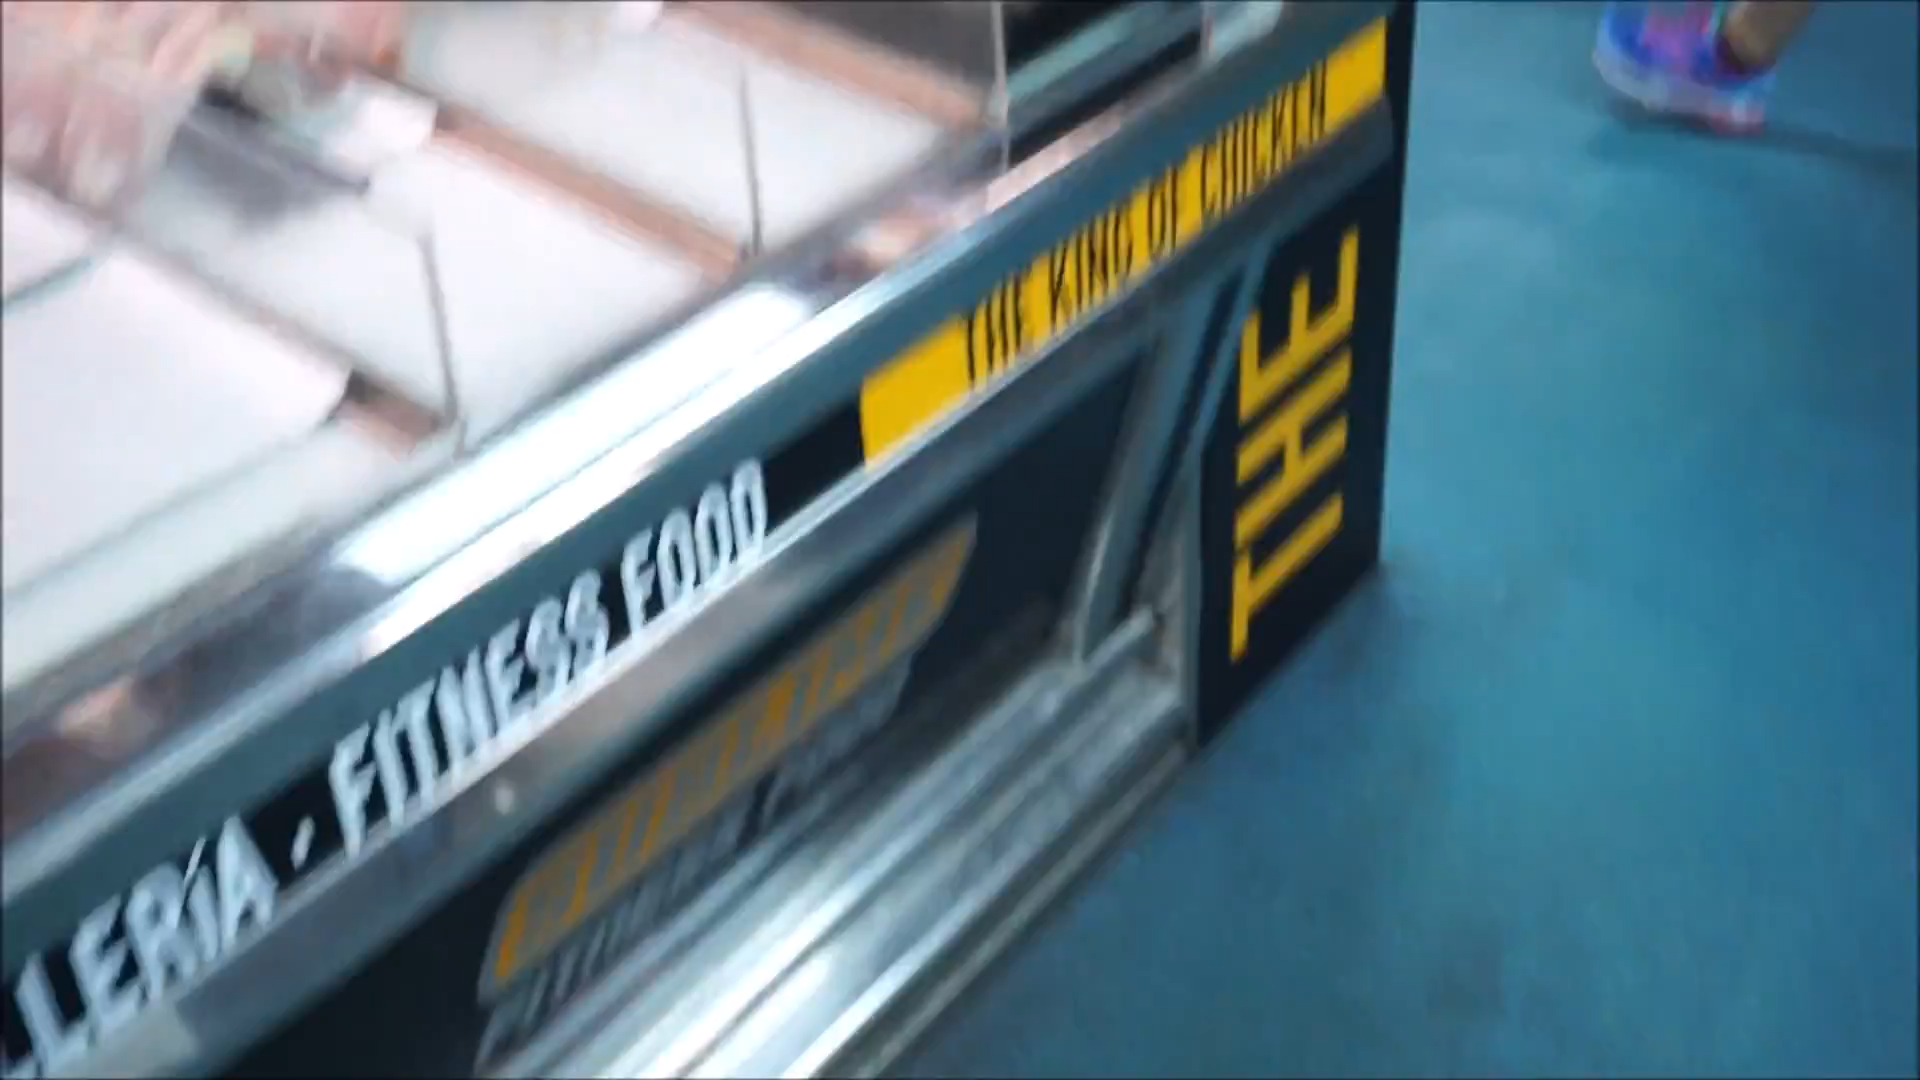 LERÍA - FITNESS FOOD
THE KING OF CHICKEN
THE